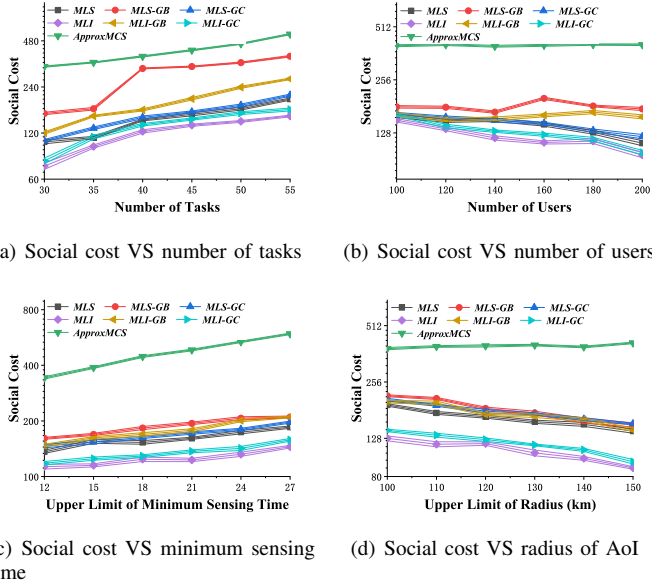 MLS MLS-GB MLS-GC
MLI MLI-GB MLI-GC
ApproxMCS
Social Cost
480
240
120
60
30 35 40 45 50 55
Number of Tasks
a) Social cost VS number of tasks
MLS MLS-GB MLS-GC
MLI MLI-GB MLI-GC
ApproxMCS
Social Cost
512
256
128
100 120 140 160 180 200
Number of Users
(b) Social cost VS number of users
MLS MLS-GB MLS-GC
MLI MLI-GB MLI-GC
ApproxMCS
Social Cost
800
400
200
100
12 15 18 21 24 27
Upper Limit of Minimum Sensing Time
c) Social cost VS minimum sensing
me
MLS MLS-GB MLS-GC
MLI MLI-GB MLI-GC
ApproxMCS
Social Cost
512
256
128
80
100 110 120 130 140 150
Upper Limit of Radius (km)
(d) Social cost VS radius of AoI